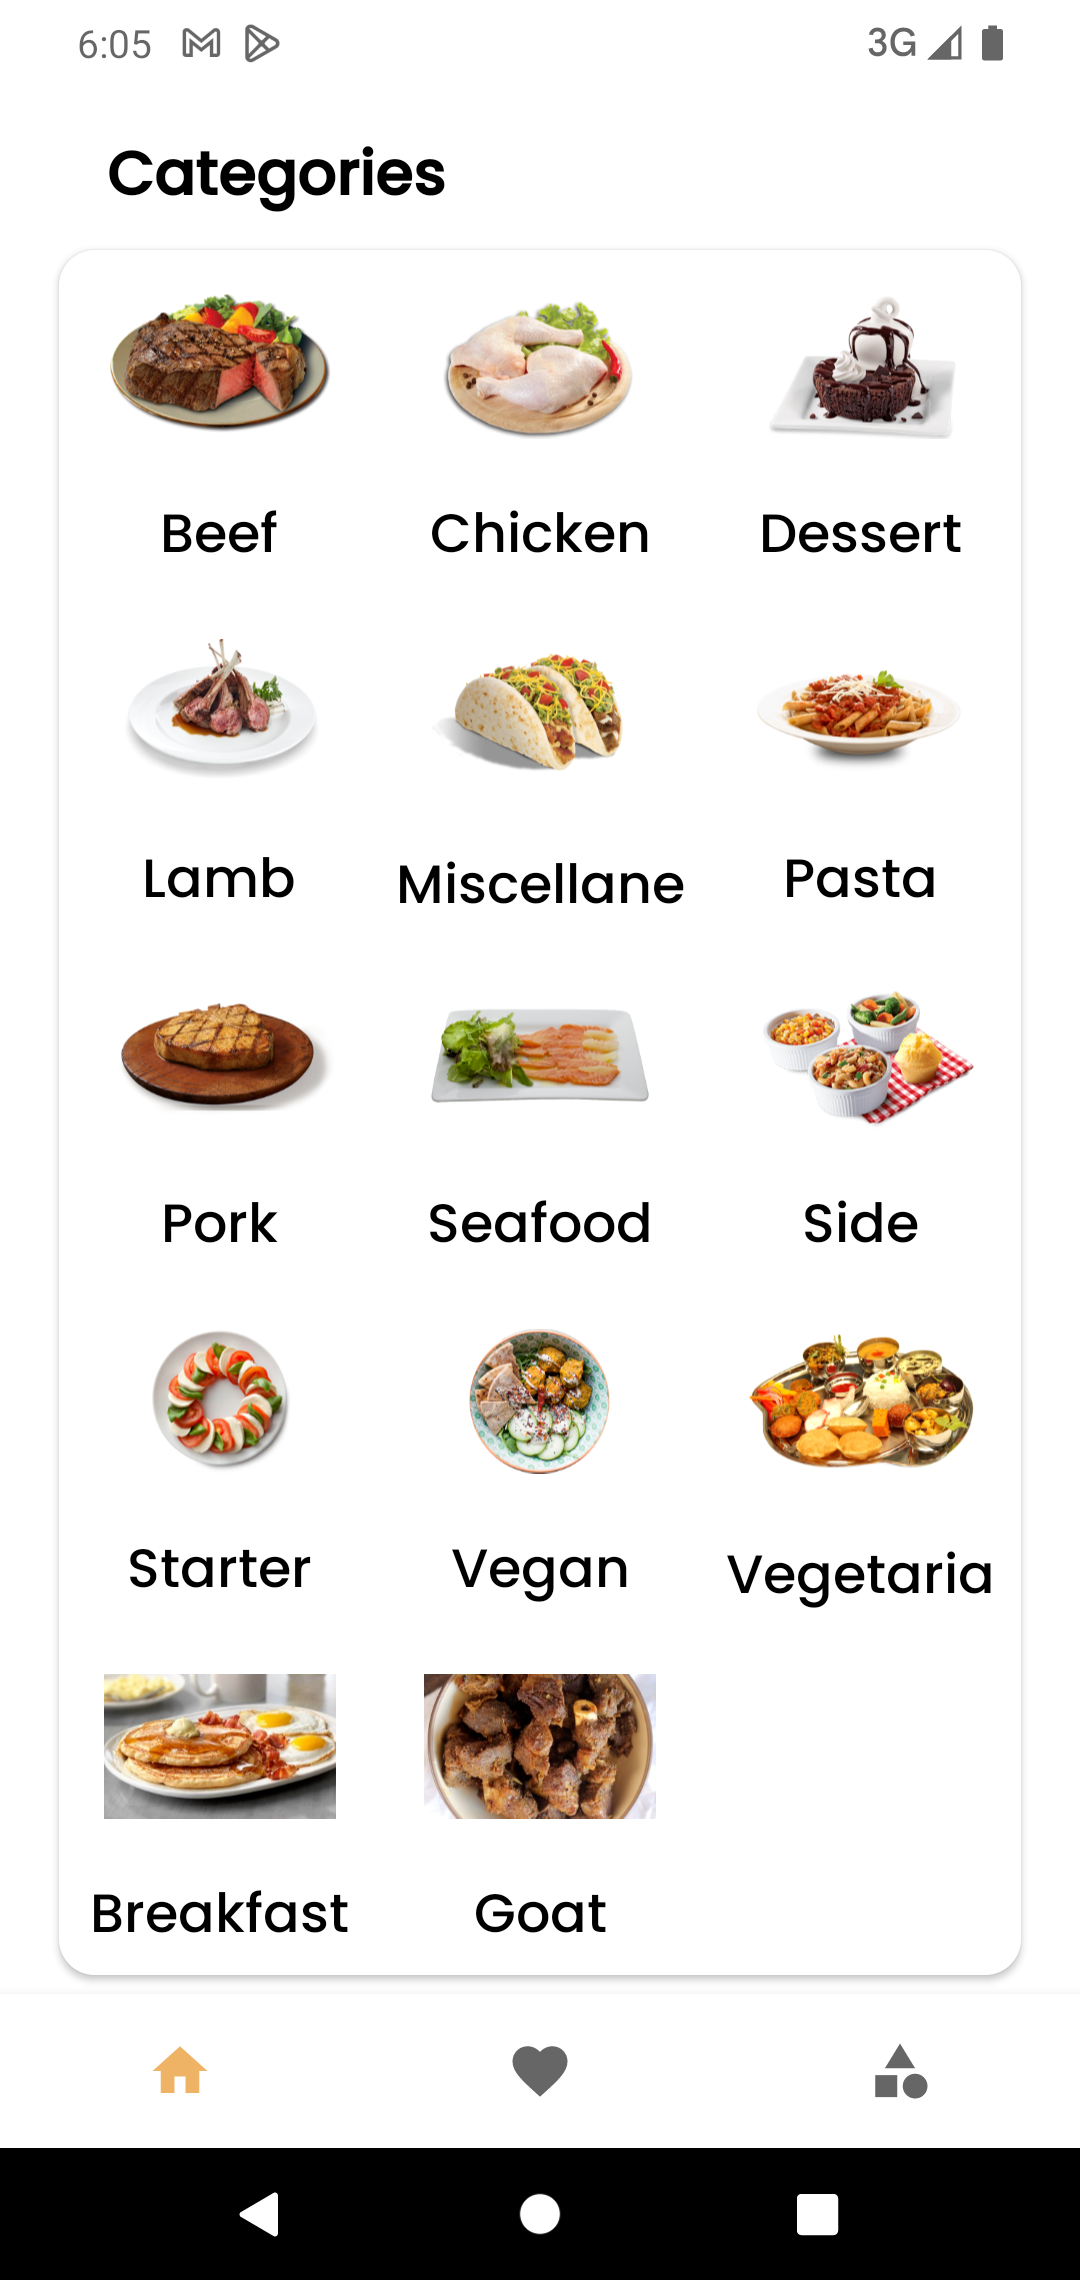 6:05 3G
Categories
Beef Chicken Dessert
Lamb Miscellane Pasta
Pork Seafood Side
Starter Vegan Vegetaria
Breakfast Goat